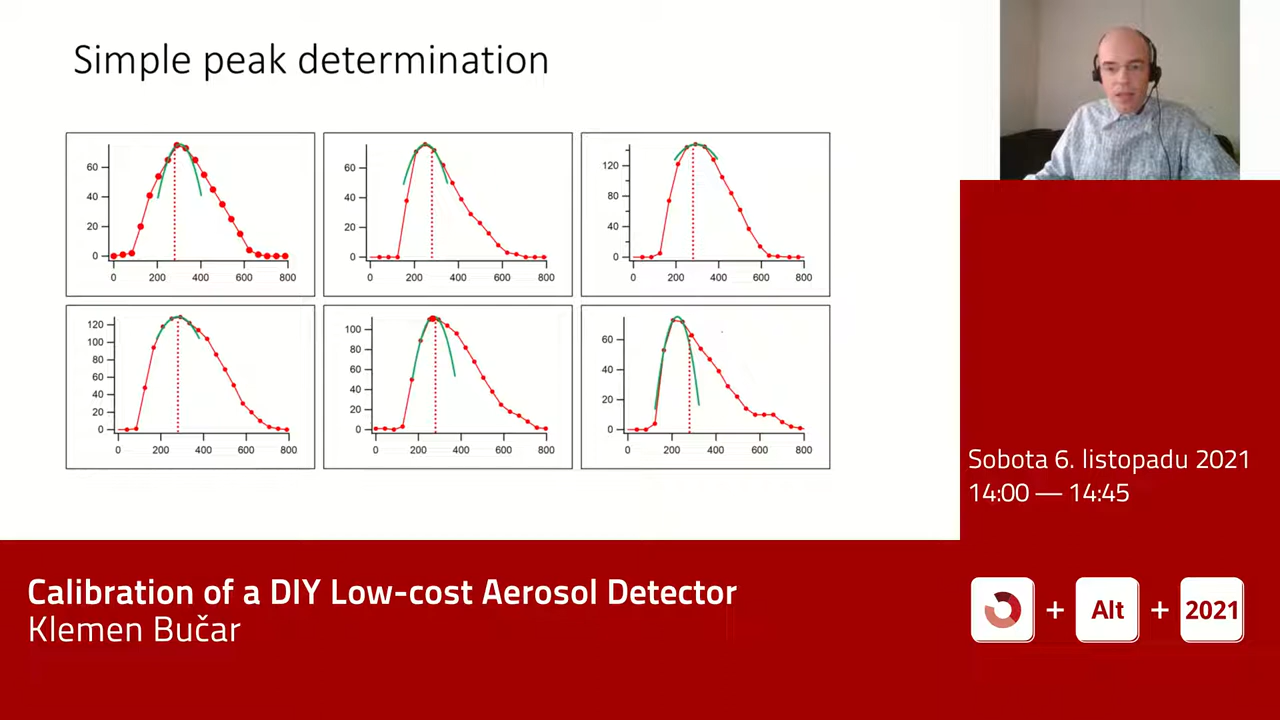 Simple peak determination
60
40
20
0
0 200 400 600 800
60
40
20
0
0 200 400 600 800
120
80
40
0
0 200 400 600 800
120
100
80
60
40
20
0
0 200 400 600 800
100
80
60
40
20
0
0 200 400 600 800
60
40
20
0
0 200 400 600 800
Sobota 6. listopadu 2021
14:00 — 14:45
Calibration of a DIY Low-cost Aerosol Detector
Klemen Bučar
+ Alt + 2021